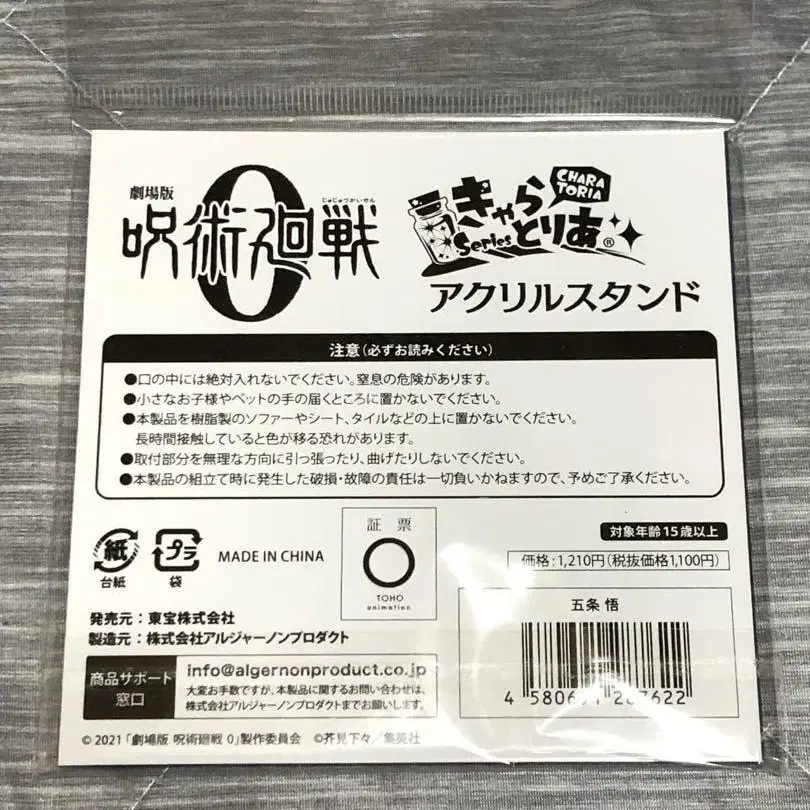 劇場版
じゅじゅつかいせん
呪術廻戦
0
CHARA TORIA
きゃらとりあ®
Series
アクリルスタンド
注意(必ずお読みください)
●口の中には絶対入れないでください。窒息の危険があります。
●小さなお子様やペットの手の届くところに置かないでください。
●本製品を樹脂製のソファーやシート、タイルなどの上に置かないでください。
長時間接触していると色が移る恐れがあります。
●取付部分を無理な方向に引っ張ったり、曲げたりしないでください。
●本製品の組立て時に発生した破損・故障の責任は一切負いかねますので、予めご了承ください。
紙
台紙
プラ
袋
MADE IN CHINA
証票
TOHO
animation
対象年齢15歳以上
価格:1,210円(税抜価格1,100円)
発売元:東宝株式会社
製造元:株式会社アルジャーノンプロダクト
商品サポート
窓口
info@algernonproduct.co.jp
大変お手数ですが、本製品に関するお問い合わせは、
株式会社アルジャーノンプロダクトまでお願いします。
五条 悟
4
© 2021「劇場版 呪術廻戦 0」製作委員会 ©芥見下々/集英社